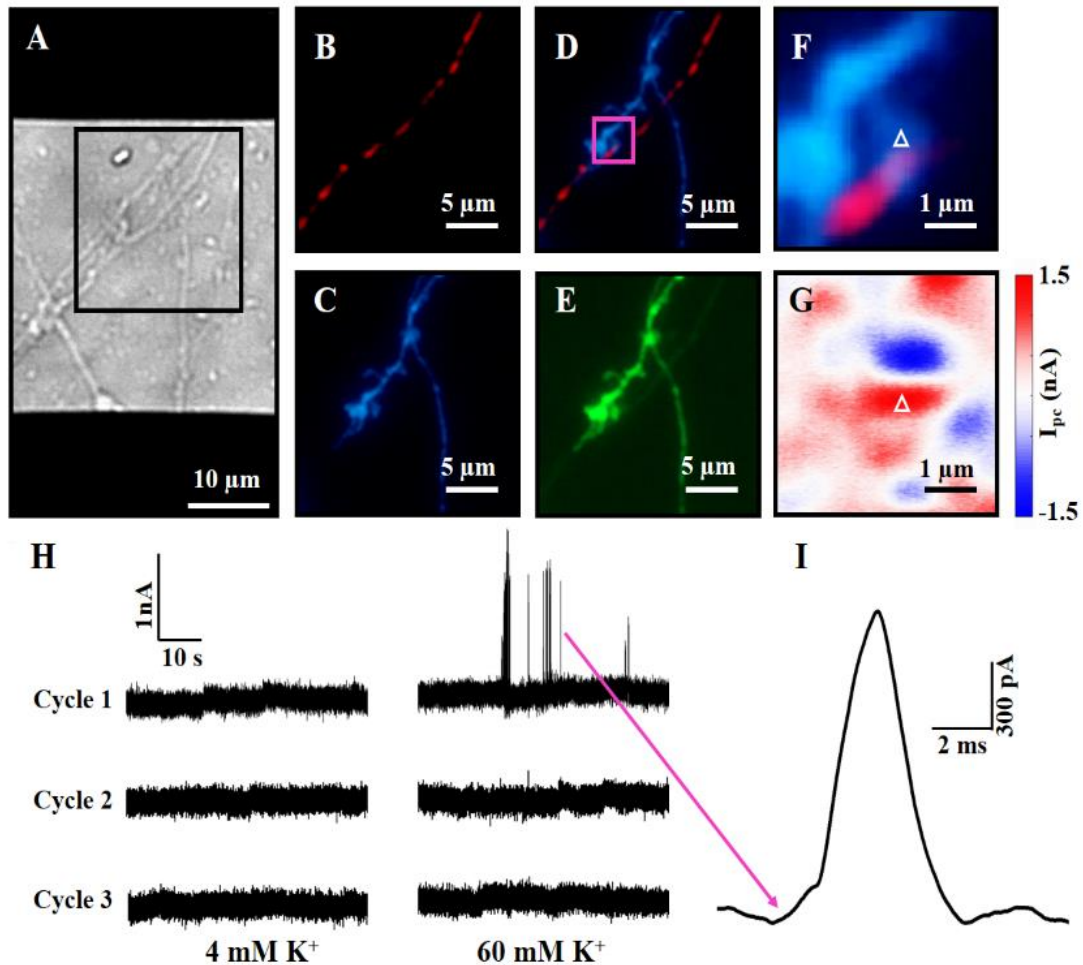 A
10 μm
B
5 μm
D
5 μm
F
1 μm
C
5 μm
E
5 μm
G
1 μm
1.5
I_pc (nA)
-1.5
H
1nA
10 s
Cycle 1
Cycle 2
Cycle 3
4 mM K⁺
60 mM K⁺
I
300 pA
2 ms